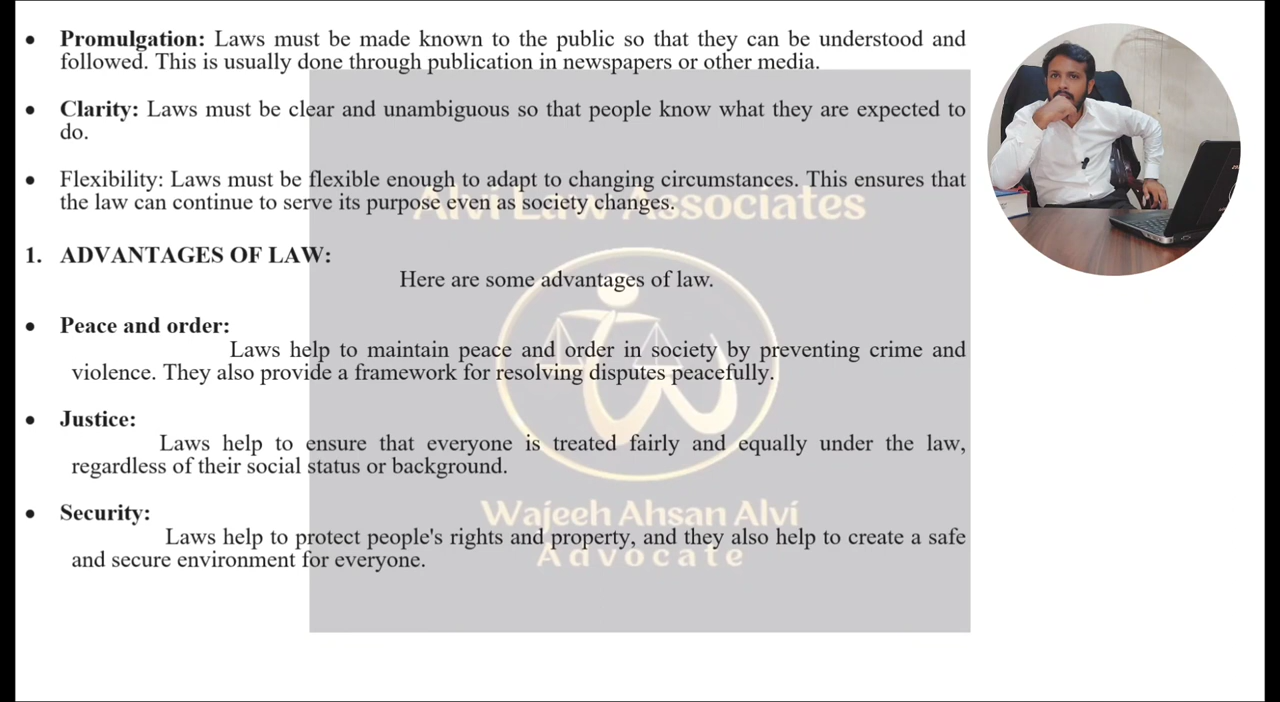 Promulgation: Laws must be made known to the public so that they can be understood and
followed. This is usually done through publication in newspapers or other media.
Clarity: Laws must be clear and unambiguous so that people know what they are expected to
do.
Flexibility: Laws must be flexible enough to adapt to changing circumstances. This ensures that
the law can continue to serve its purpose even as society changes.
Alvi Law Associates
1. ADVANTAGES OF LAW:
Here are some advantages of law.
Peace and order:
Laws help to maintain peace and order in society by preventing crime and
violence. They also provide a framework for resolving disputes peacefully.
Justice:
Laws help to ensure that everyone is treated fairly and equally under the law,
regardless of their social status or background.
Security:
Wajeeh Ahsan Alvi
Laws help to protect people's rights and property, and they also help to create a safe
Advocate
and secure environment for everyone.